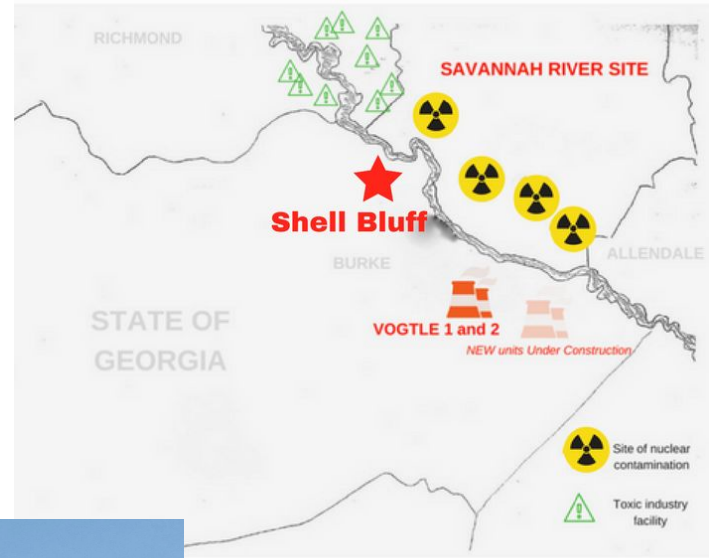 RICHMOND
SAVANNAH RIVER SITE
Shell Bluff
BURKE
ALLENDALE
STATE OF
GEORGIA
VOGTLE 1 and 2
NEW units Under Construction
Site of nuclear
contamination
Toxic industry
facility